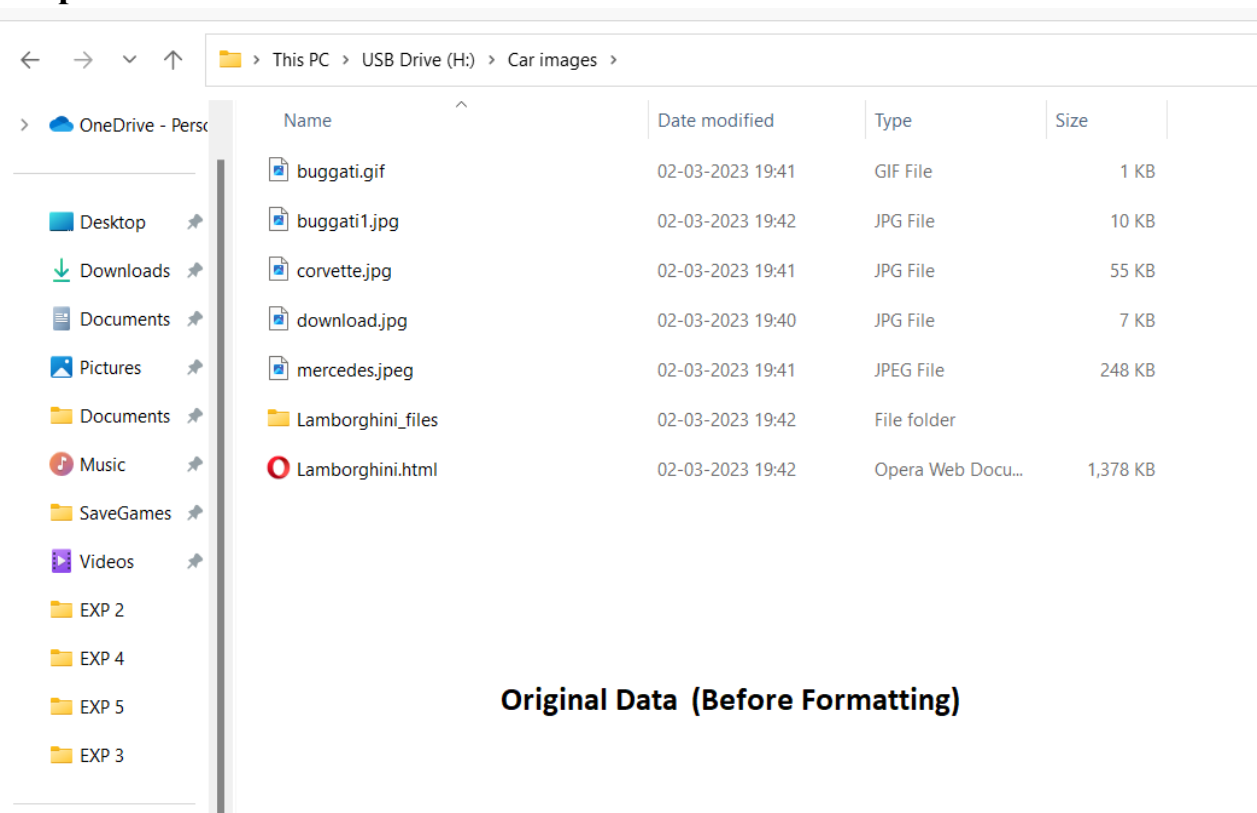 This PC > USB Drive (H:) > Car images >
OneDrive - Perso
Name Date modified Type Size
buggati.gif 02-03-2023 19:41 GIF File 1 KB
buggati1.jpg 02-03-2023 19:42 JPG File 10 KB
corvette.jpg 02-03-2023 19:41 JPG File 55 KB
download.jpg 02-03-2023 19:40 JPG File 7 KB
mercedes.jpeg 02-03-2023 19:41 JPEG File 248 KB
Lamborghini_files 02-03-2023 19:42 File folder
Lamborghini.html 02-03-2023 19:42 Opera Web Docu... 1,378 KB
Desktop
Downloads
Documents
Pictures
Documents
Music
SaveGames
Videos
EXP 2
EXP 4
EXP 5
EXP 3
Original Data (Before Formatting)